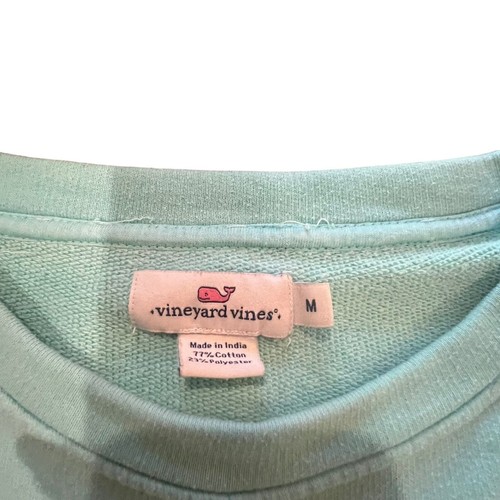 vineyard vines®
M
Made in India
77% Cotton
23% Polyester